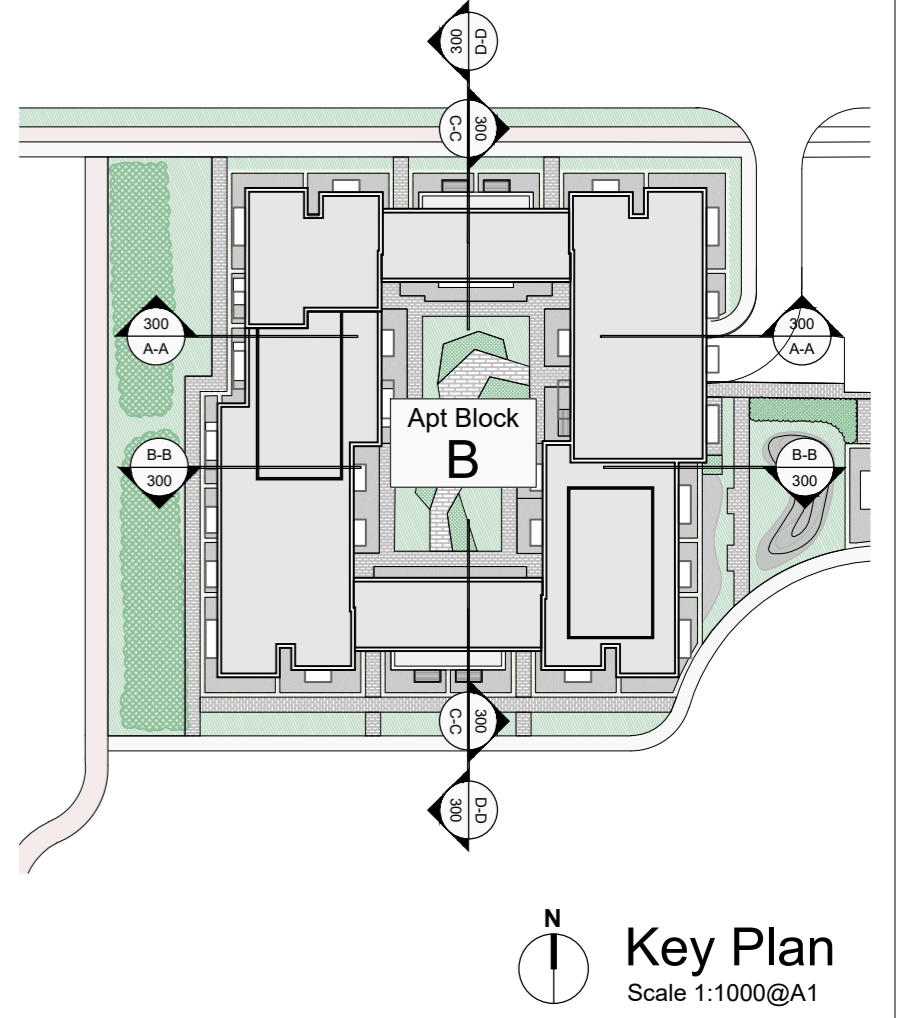 300
D-D
C-C
300
300
A-A
300
A-A
Apt Block
B
B-B
300
B-B
300
C-C
300
300
D-D
N
Key Plan
Scale 1:1000@A1